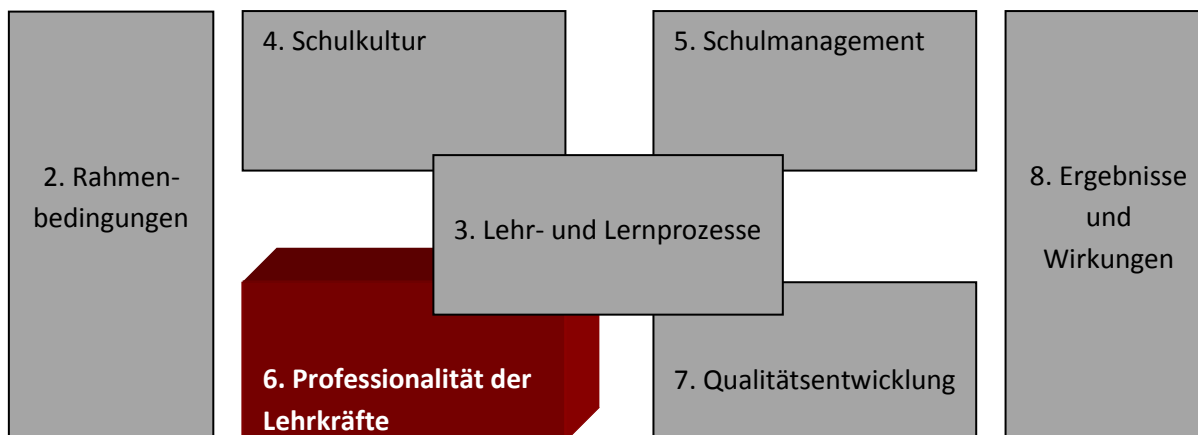 4. Schulkultur
5. Schulmanagement
2. Rahmen-
bedingungen
3. Lehr- und Lernprozesse
8. Ergebnisse
und
Wirkungen
6. Professionalität der
Lehrkräfte
7. Qualitätsentwicklung